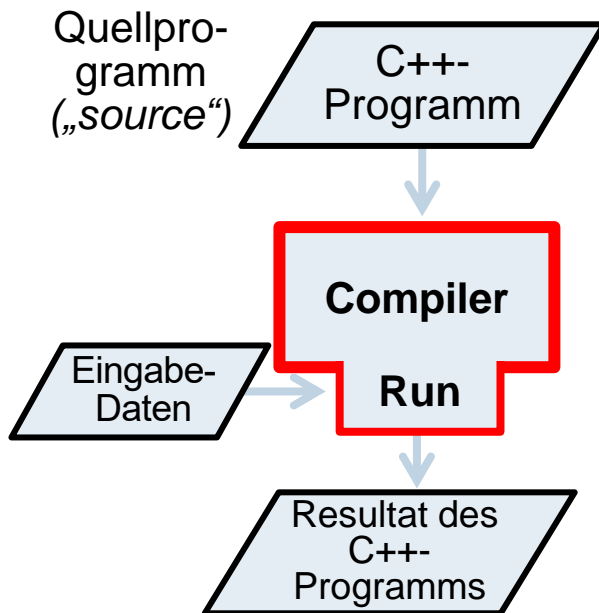 Quellpro-
gramm
(„source“)
C++-
Programm
Compiler
Eingabe-
Daten
Run
Resultat des
C++-
Programms